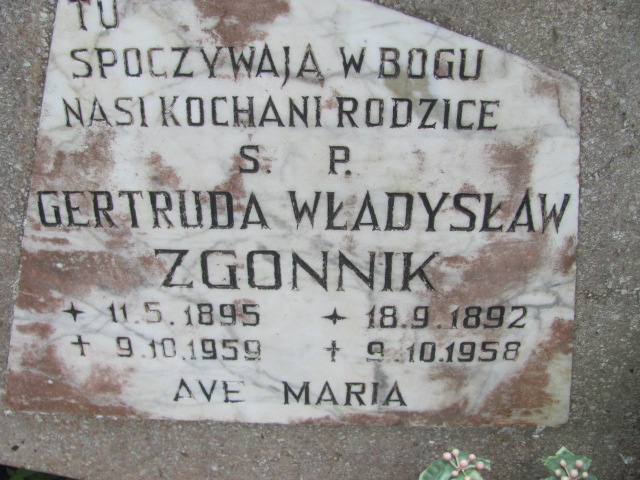 TU
SPOCZYWAJĄ W BOGU
NASI KOCHANI RODZICE
Ś. P.
GERTRUDA WŁADYSŁAW
ZGONNIK
✦ 11.5.1895 ✦ 18.9.1892
✝ 9.10.1959 ✝ 9.10.1958
AVE MARIA